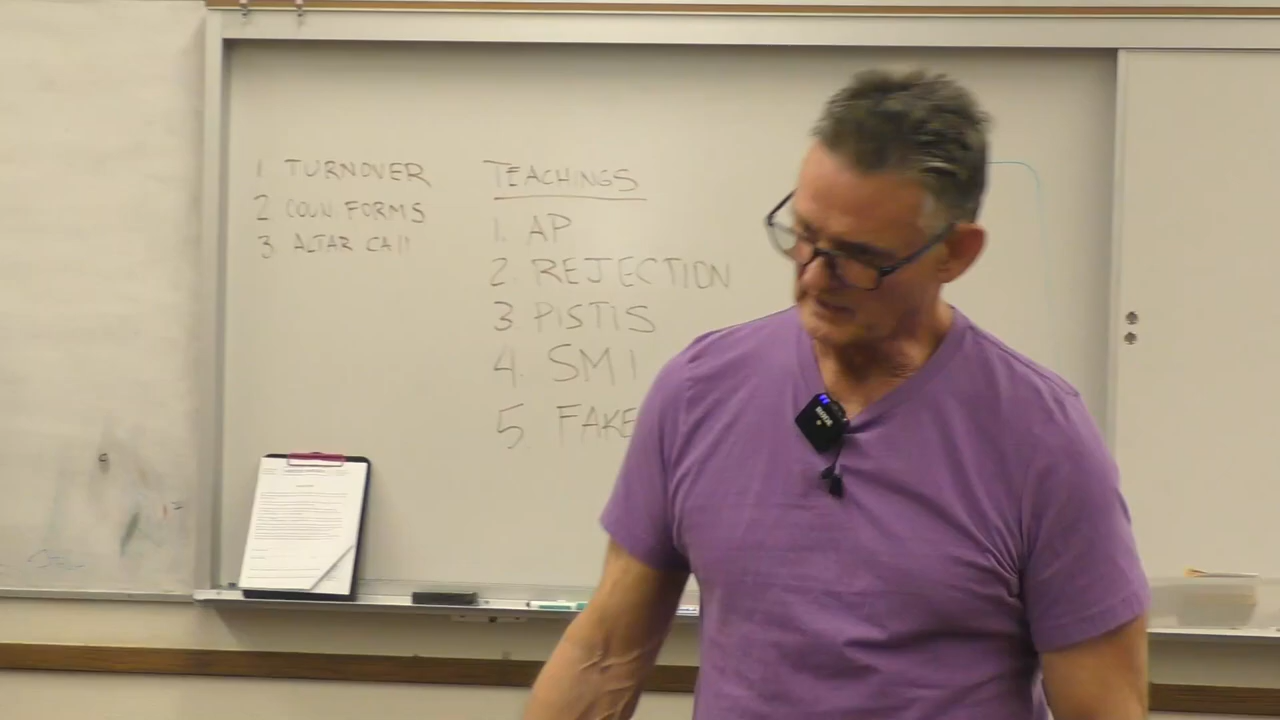 1 TURNOVER
2 COUN. FORMS
3 ALTAR CALL
TEACHINGS
1. AP
2. REJECTION
3 PISTIS
4. SMI
5 FAKE
RODE